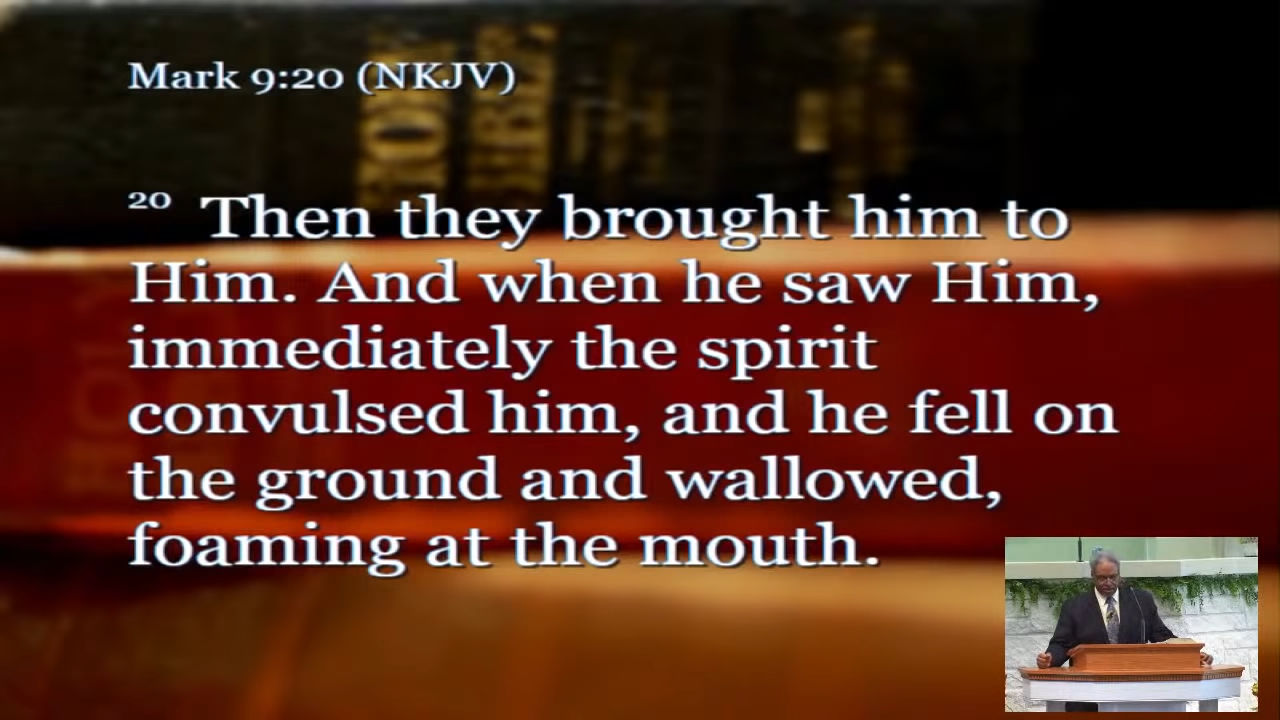 Mark 9:20 (NKJV)
20 Then they brought him to
Him. And when he saw Him,
immediately the spirit
convulsed him, and he fell on
the ground and wallowed,
foaming at the mouth.